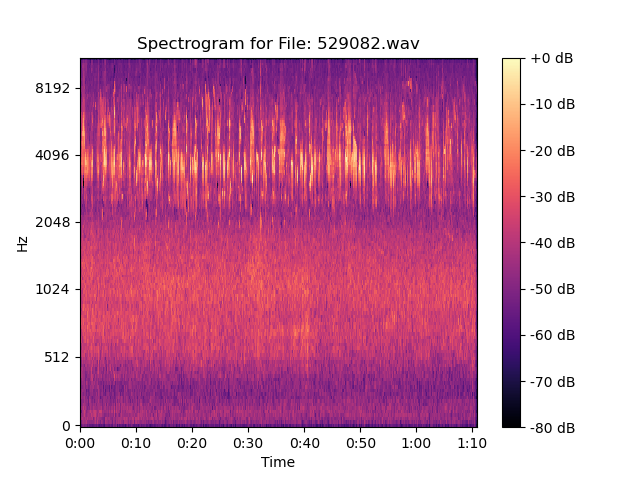 Spectrogram for File: 529082.wav
Hz
8192
4096
2048
1024
512
0
0:00 0:10 0:20 0:30 0:40 0:50 1:00 1:10
Time
+0 dB
-10 dB
-20 dB
-30 dB
-40 dB
-50 dB
-60 dB
-70 dB
-80 dB